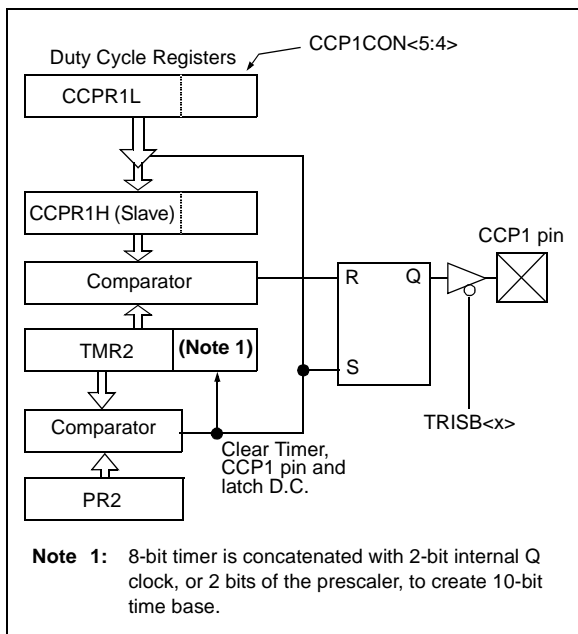 Duty Cycle Registers
CCP1CON<5:4>
CCPR1L
CCPR1H (Slave)
CCP1 pin
Comparator
R
Q
TMR2
(Note 1)
S
TRISB<x>
Comparator
Clear Timer,
CCP1 pin and
latch D.C.
PR2
Note 1: 8-bit timer is concatenated with 2-bit internal Q
clock, or 2 bits of the prescaler, to create 10-bit
time base.